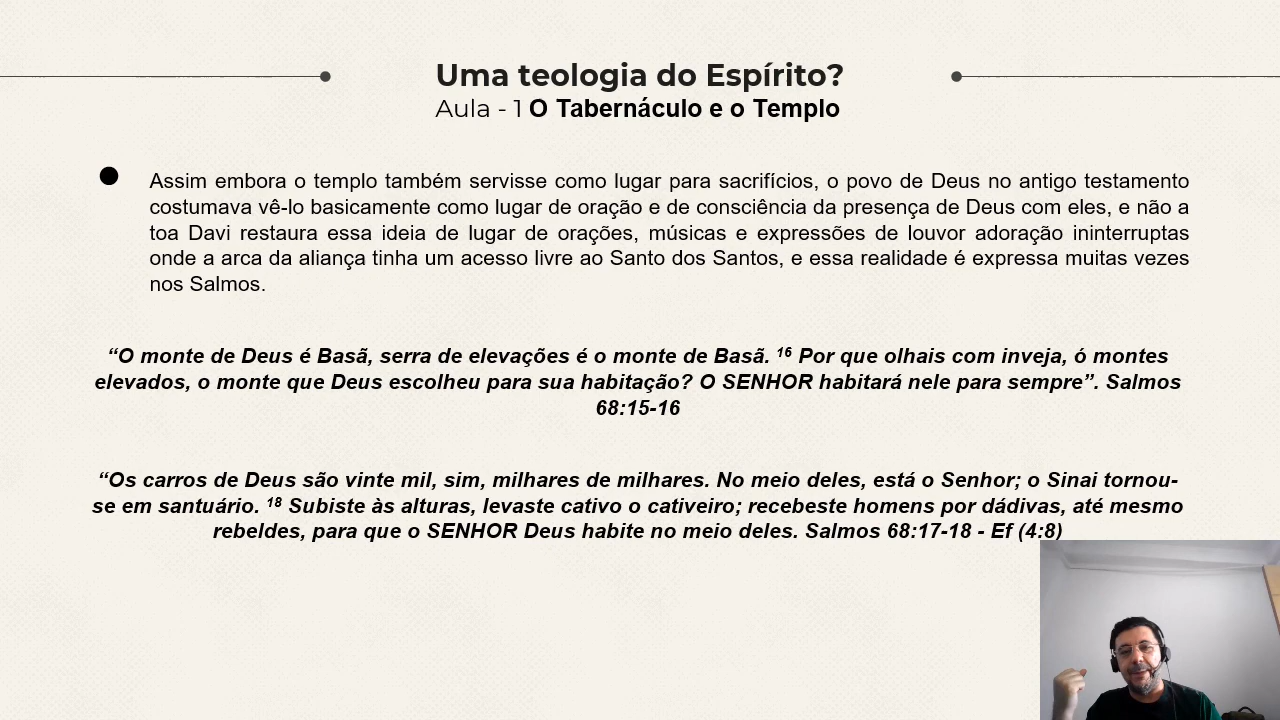 Uma teologia do Espírito?
Aula - 1 O Tabernáculo e o Templo
Assim embora o templo também servisse como lugar para sacrifícios, o povo de Deus no antigo testamento
costumava vê-lo basicamente como lugar de oração e de consciência da presença de Deus com eles, e não a
toa Davi restaura essa ideia de lugar de orações, músicas e expressões de louvor adoração ininterruptas
onde a arca da aliança tinha um acesso livre ao Santo dos Santos, e essa realidade é expressa muitas vezes
nos Salmos.
“O monte de Deus é Basã, serra de elevações é o monte de Basã. ¹⁶ Por que olhais com inveja, ó montes
elevados, o monte que Deus escolheu para sua habitação? O SENHOR habitará nele para sempre”. Salmos
68:15-16
“Os carros de Deus são vinte mil, sim, milhares de milhares. No meio deles, está o Senhor; o Sinai tornou-
se em santuário. ¹⁸ Subiste às alturas, levaste cativo o cativeiro; recebeste homens por dádivas, até mesmo
rebeldes, para que o SENHOR Deus habite no meio deles. Salmos 68:17-18 - Ef (4:8)